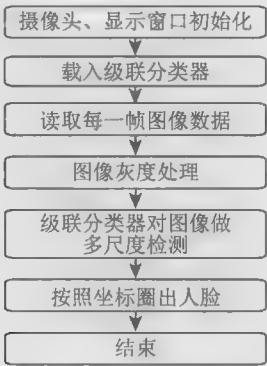 摄像头、显示窗口初始化
载入级联分类器
读取每一帧图像数据
图像灰度处理
级联分类器对图像做
多尺度检测
按照坐标圈出人脸
结束